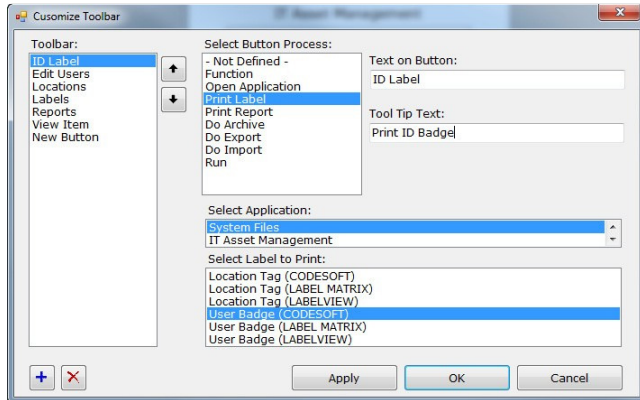 Cusomize Toolbar
IT Asset Management
Toolbar:
ID Label
Edit Users
Locations
Labels
Reports
View Item
New Button
Select Button Process:
- Not Defined -
Function
Open Application
Print Label
Print Report
Do Archive
Do Export
Do Import
Run
Text on Button:
ID Label
Tool Tip Text:
Print ID Badge
Select Application:
System Files
IT Asset Management
Select Label to Print:
Location Tag (CODESOFT)
Location Tag (LABEL MATRIX)
Location Tag (LABELVIEW)
User Badge (CODESOFT)
User Badge (LABEL MATRIX)
User Badge (LABELVIEW)
Apply
OK
Cancel